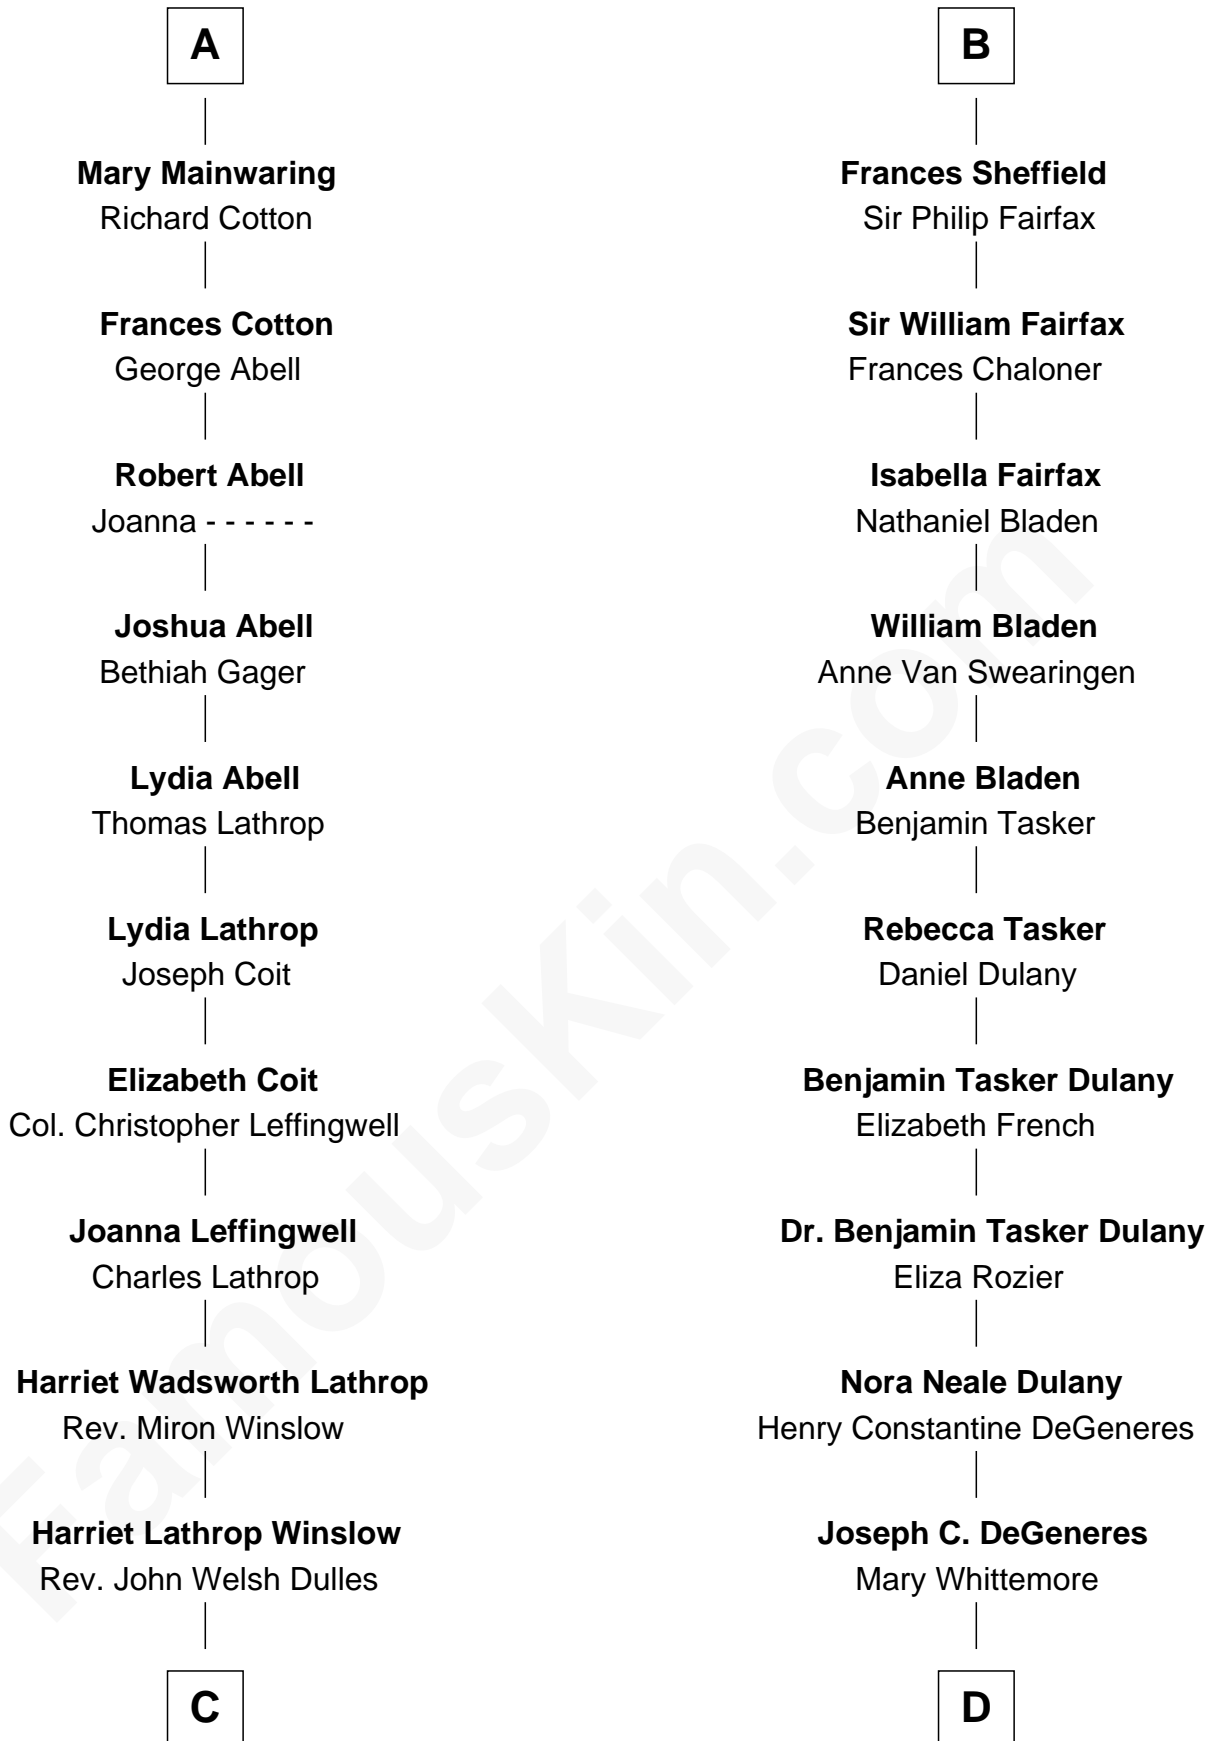 A
Mary Mainwaring
Richard Cotton
Frances Cotton
George Abell
Robert Abell
Joanna - - - - - -
Joshua Abell
Bethiah Gager
Lydia Abell
Thomas Lathrop
Lydia Lathrop
Joseph Coit
Elizabeth Coit
Col. Christopher Leffingwell
Joanna Leffingwell
Charles Lathrop
Harriet Wadsworth Lathrop
Rev. Miron Winslow
Harriet Lathrop Winslow
Rev. John Welsh Dulles
C
B
Frances Sheffield
Sir Philip Fairfax
Sir William Fairfax
Frances Chaloner
Isabella Fairfax
Nathaniel Bladen
William Bladen
Anne Van Swearingen
Anne Bladen
Benjamin Tasker
Rebecca Tasker
Daniel Dulany
Benjamin Tasker Dulany
Elizabeth French
Dr. Benjamin Tasker Dulany
Eliza Rozier
Nora Neale Dulany
Henry Constantine DeGeneres
Joseph C. DeGeneres
Mary Whittemore
D
FamousKin.com